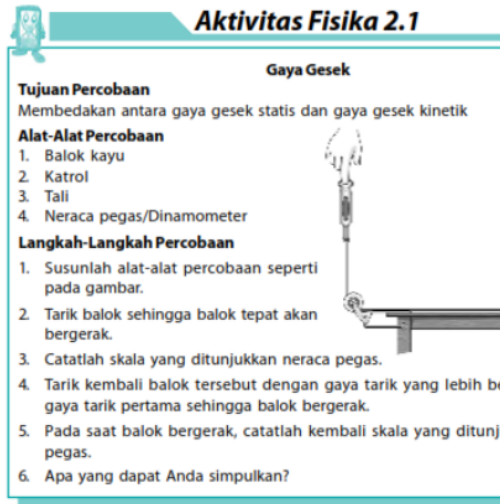 Aktivitas Fisika 2.1
Gaya Gesek
Tujuan Percobaan
Membedakan antara gaya gesek statis dan gaya gesek kinetik
Alat-Alat Percobaan
1. Balok kayu
2. Katrol
3. Tali
4. Neraca pegas/Dinamometer
Langkah-Langkah Percobaan
1. Susunlah alat-alat percobaan seperti
pada gambar.
2. Tarik balok sehingga balok tepat akan
bergerak.
3. Catatlah skala yang ditunjukkan neraca pegas.
4. Tarik kembali balok tersebut dengan gaya tarik yang lebih
gaya tarik pertama sehingga balok bergerak.
5. Pada saat balok bergerak, catatlah kembali skala yang
pegas.
6. Apa yang dapat Anda simpulkan?